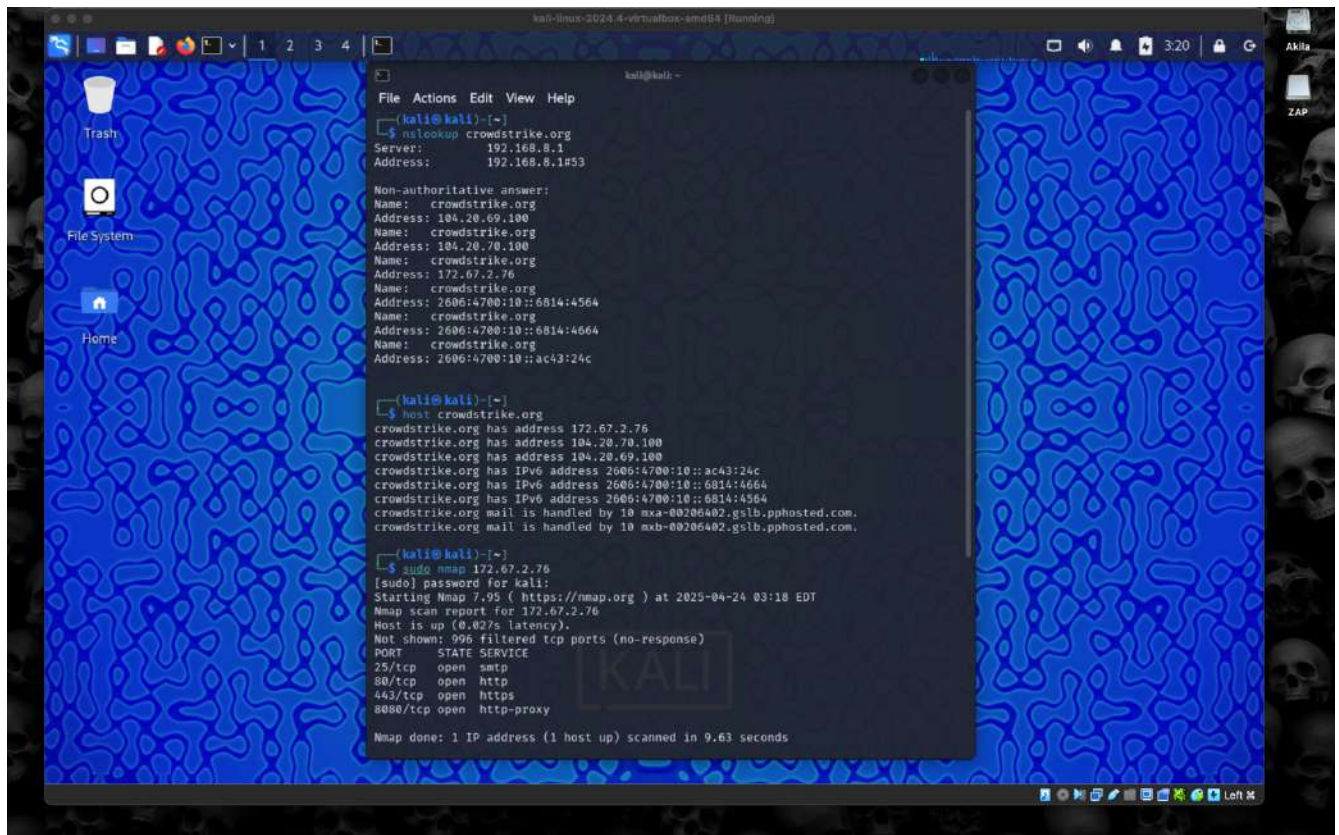 kali-linux-2024.4-virtualbox-amd64 [Running]
1 2 3 4
3:20
Akila
ZAP
Trash
File System
Home
kali@kali: ~
File Actions Edit View Help
┌──(kali㉿kali)-[~]
└─$ nslookup crowdstrike.org
Server: 192.168.8.1
Address: 192.168.8.1#53
Non-authoritative answer:
Name: crowdstrike.org
Address: 104.20.69.100
Name: crowdstrike.org
Address: 104.20.70.100
Name: crowdstrike.org
Address: 172.67.2.76
Name: crowdstrike.org
Address: 2606:4700:10::6814:4564
Name: crowdstrike.org
Address: 2606:4700:10::6814:4664
Name: crowdstrike.org
Address: 2606:4700:10::ac43:24c
┌──(kali㉿kali)-[~]
└─$ host crowdstrike.org
crowdstrike.org has address 172.67.2.76
crowdstrike.org has address 104.20.70.100
crowdstrike.org has address 104.20.69.100
crowdstrike.org has IPv6 address 2606:4700:10::ac43:24c
crowdstrike.org has IPv6 address 2606:4700:10::6814:4664
crowdstrike.org has IPv6 address 2606:4700:10::6814:4564
crowdstrike.org mail is handled by 10 mxa-00206402.gslb.pphosted.com.
crowdstrike.org mail is handled by 10 mxb-00206402.gslb.pphosted.com.
┌──(kali㉿kali)-[~]
└─$ sudo nmap 172.67.2.76
[sudo] password for kali:
Starting Nmap 7.95 ( https://nmap.org ) at 2025-04-24 03:18 EDT
Nmap scan report for 172.67.2.76
Host is up (0.027s latency).
Not shown: 996 filtered tcp ports (no-response)
PORT STATE SERVICE
25/tcp open smtp
80/tcp open http
443/tcp open https
8080/tcp open http-proxy
Nmap done: 1 IP address (1 host up) scanned in 9.63 seconds
KALI
Left ⌘